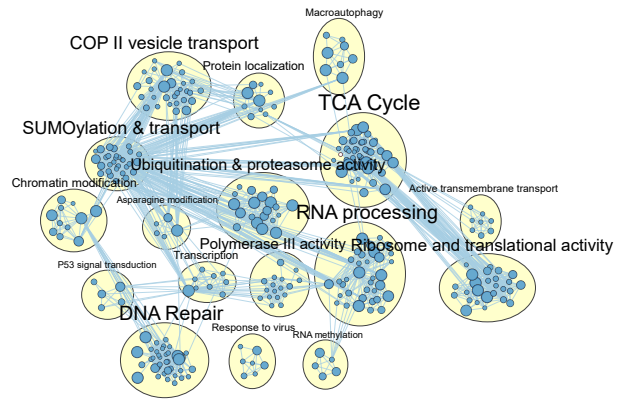 Macroautophagy
COP II vesicle transport
Protein localization
TCA Cycle
SUMOylation & transport
Ubiquitination & proteasome activity
Chromatin modification
Active transmembrane transport
Asparagine modification
RNA processing
Polymerase III activity
Ribosome and translational activity
Transcription
P53 signal transduction
DNA Repair
Response to virus
RNA methylation